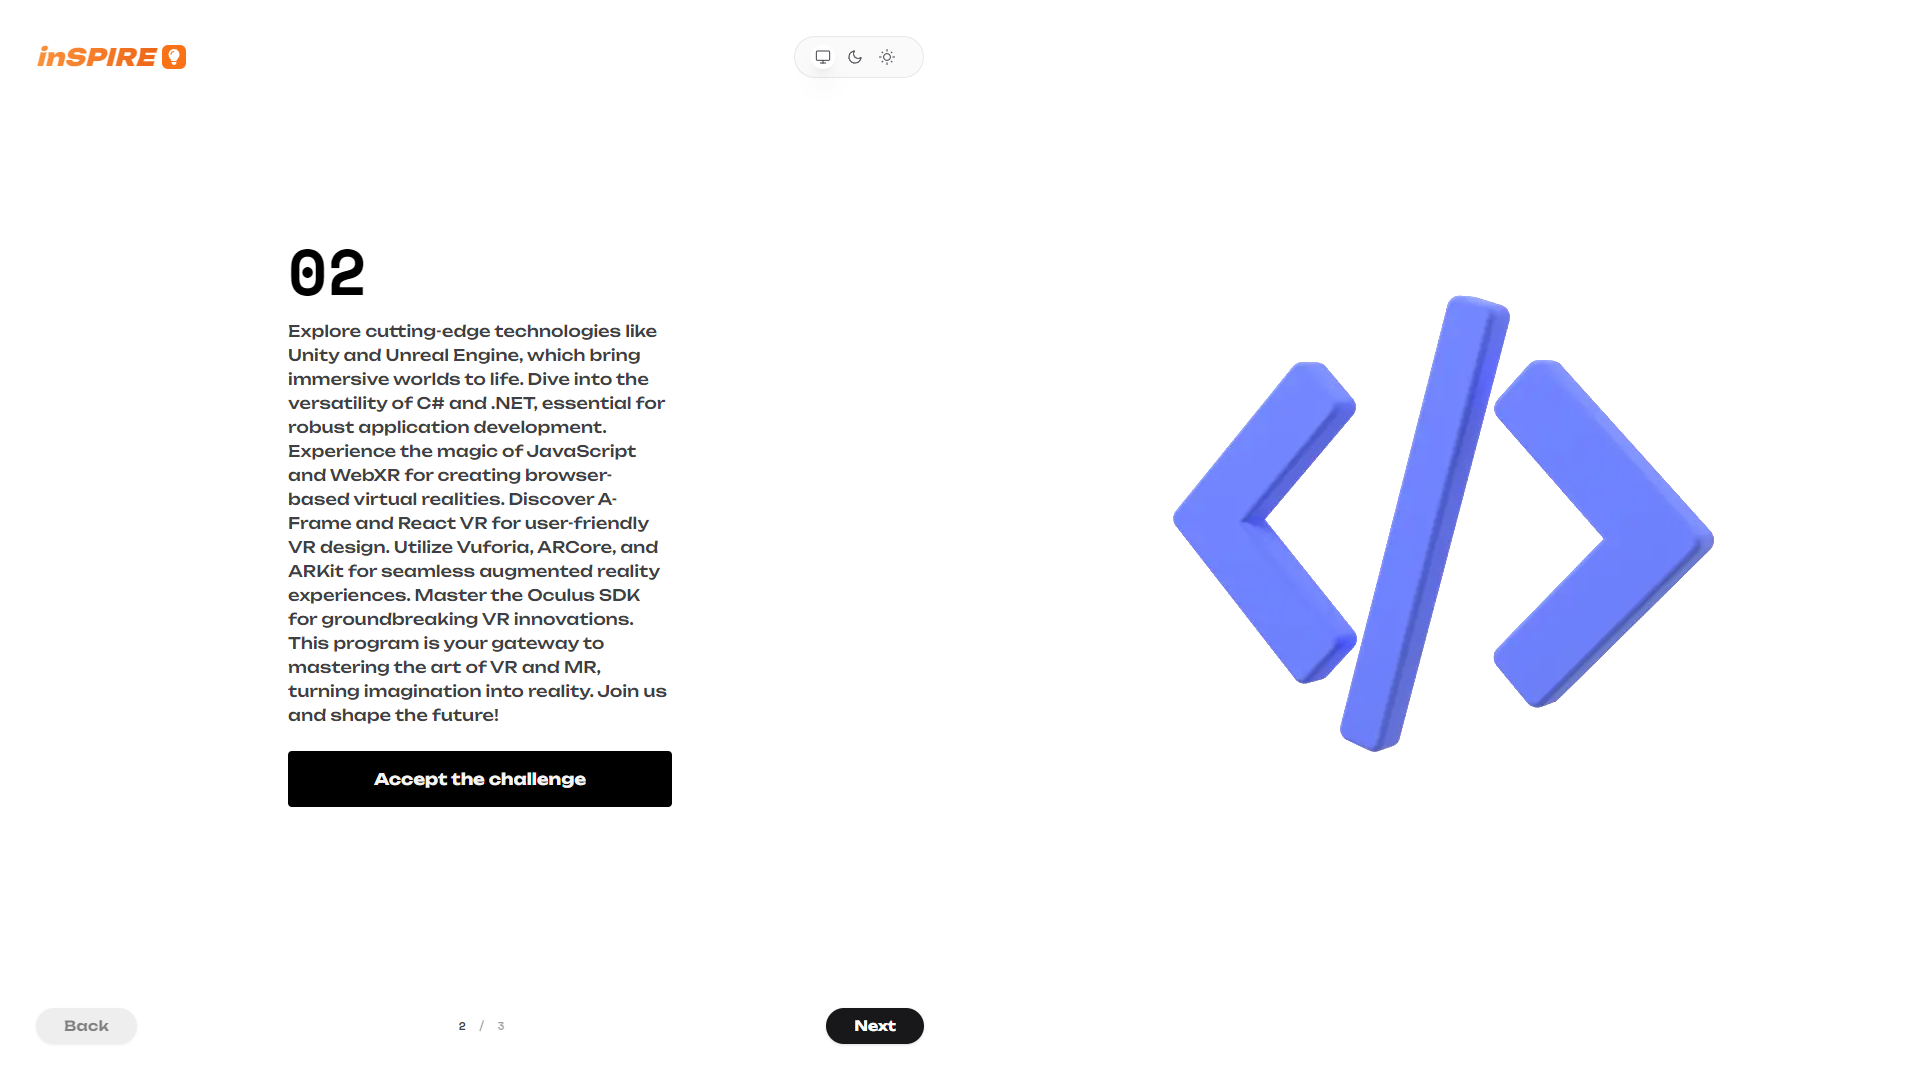 inSPIRE
02
Explore cutting-edge technologies like
Unity and Unreal Engine, which bring
immersive worlds to life. Dive into the
versatility of C# and .NET, essential for
robust application development.
Experience the magic of JavaScript
and WebXR for creating browser-
based virtual realities. Discover A-
Frame and React VR for user-friendly
VR design. Utilize Vuforia, ARCore, and
ARKit for seamless augmented reality
experiences. Master the Oculus SDK
for groundbreaking VR innovations.
This program is your gateway to
mastering the art of VR and MR,
turning imagination into reality. Join us
and shape the future!
Accept the challenge
Back
2 / 3
Next